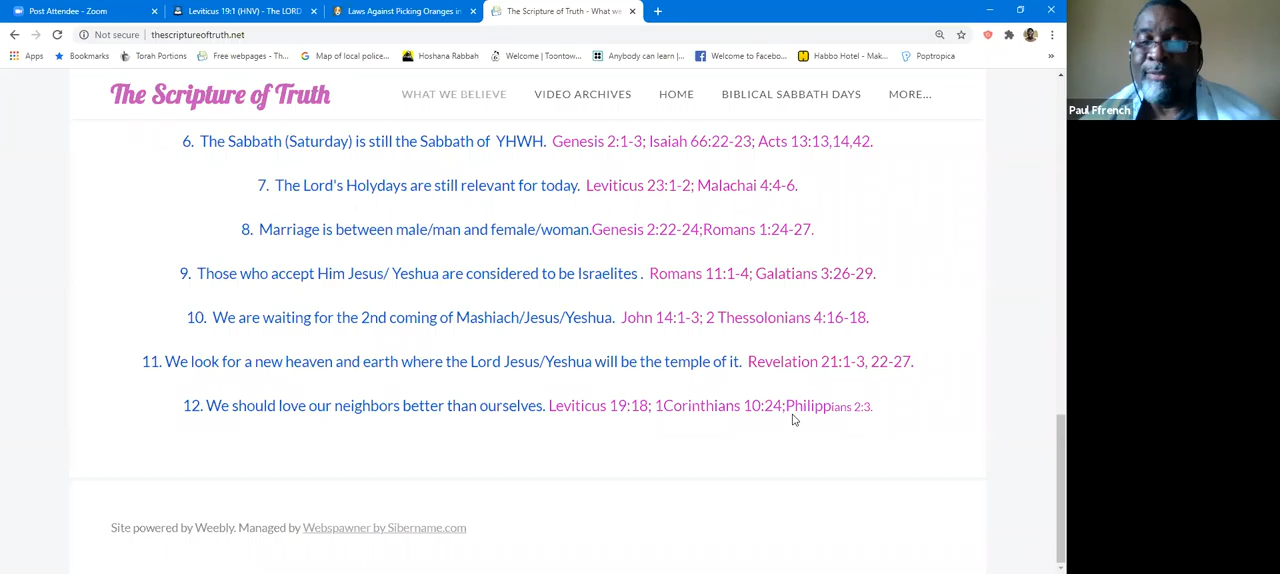 Post Attendee - Zoom
Leviticus 19:1 (HNV) - The LORD
Laws Against Picking Oranges in
The Scripture of Truth - What we
Not secure | thescriptureoftruth.net
Apps
Bookmarks
Torah Portions
Free webpages - Th...
Map of local police...
Hoshana Rabbah
Welcome | Toontow...
Anybody can learn |...
Welcome to Facebo...
Habbo Hotel - Mak...
Poptropica
The Scripture of Truth
WHAT WE BELIEVE
VIDEO ARCHIVES
HOME
BIBLICAL SABBATH DAYS
MORE...
Paul Ffrench
6. The Sabbath (Saturday) is still the Sabbath of YHWH. Genesis 2:1-3; Isaiah 66:22-23; Acts 13:13,14,42.
7. The Lord's Holydays are still relevant for today. Leviticus 23:1-2; Malachai 4:4-6.
8. Marriage is between male/man and female/woman.Genesis 2:22-24;Romans 1:24-27.
9. Those who accept Him Jesus/ Yeshua are considered to be Israelites . Romans 11:1-4; Galatians 3:26-29.
10. We are waiting for the 2nd coming of Mashiach/Jesus/Yeshua. John 14:1-3; 2 Thessolonians 4:16-18.
11. We look for a new heaven and earth where the Lord Jesus/Yeshua will be the temple of it. Revelation 21:1-3, 22-27.
12. We should love our neighbors better than ourselves. Leviticus 19:18; 1Corinthians 10:24;Philippians 2:3.
Site powered by Weebly. Managed by Webspawner by Sibername.com